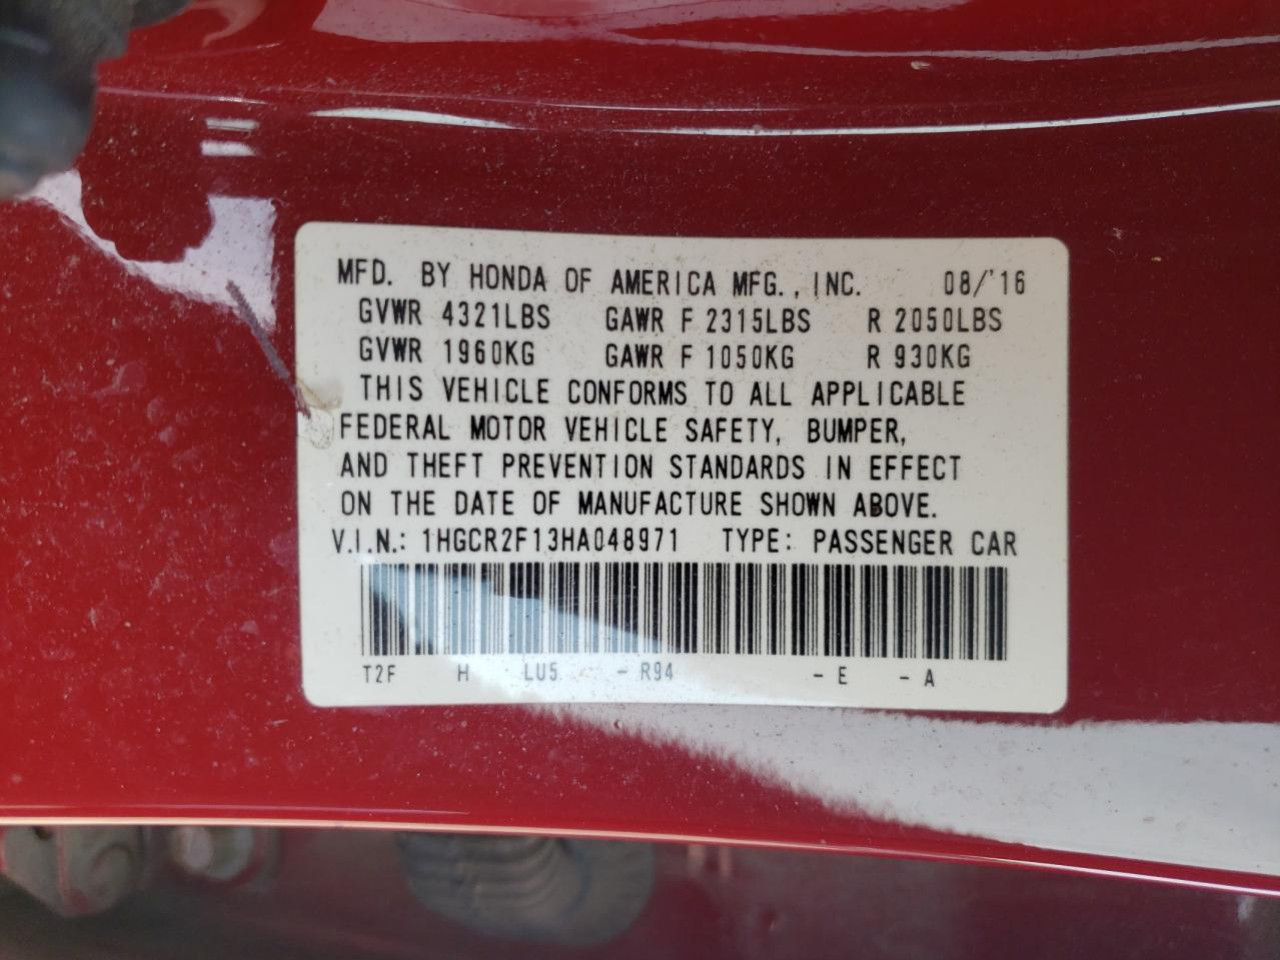 MFD. BY HONDA OF AMERICA MFG., INC. 08/'16
GVWR 4321LBS GAWR F 2315LBS R 2050LBS
GVWR 1960KG GAWR F 1050KG R 930KG
THIS VEHICLE CONFORMS TO ALL APPLICABLE
FEDERAL MOTOR VEHICLE SAFETY, BUMPER,
AND THEFT PREVENTION STANDARDS IN EFFECT
ON THE DATE OF MANUFACTURE SHOWN ABOVE.
V.I.N.: 1HGCR2F13HA048971 TYPE: PASSENGER CAR
T2F H LU5 - R94 - E - A